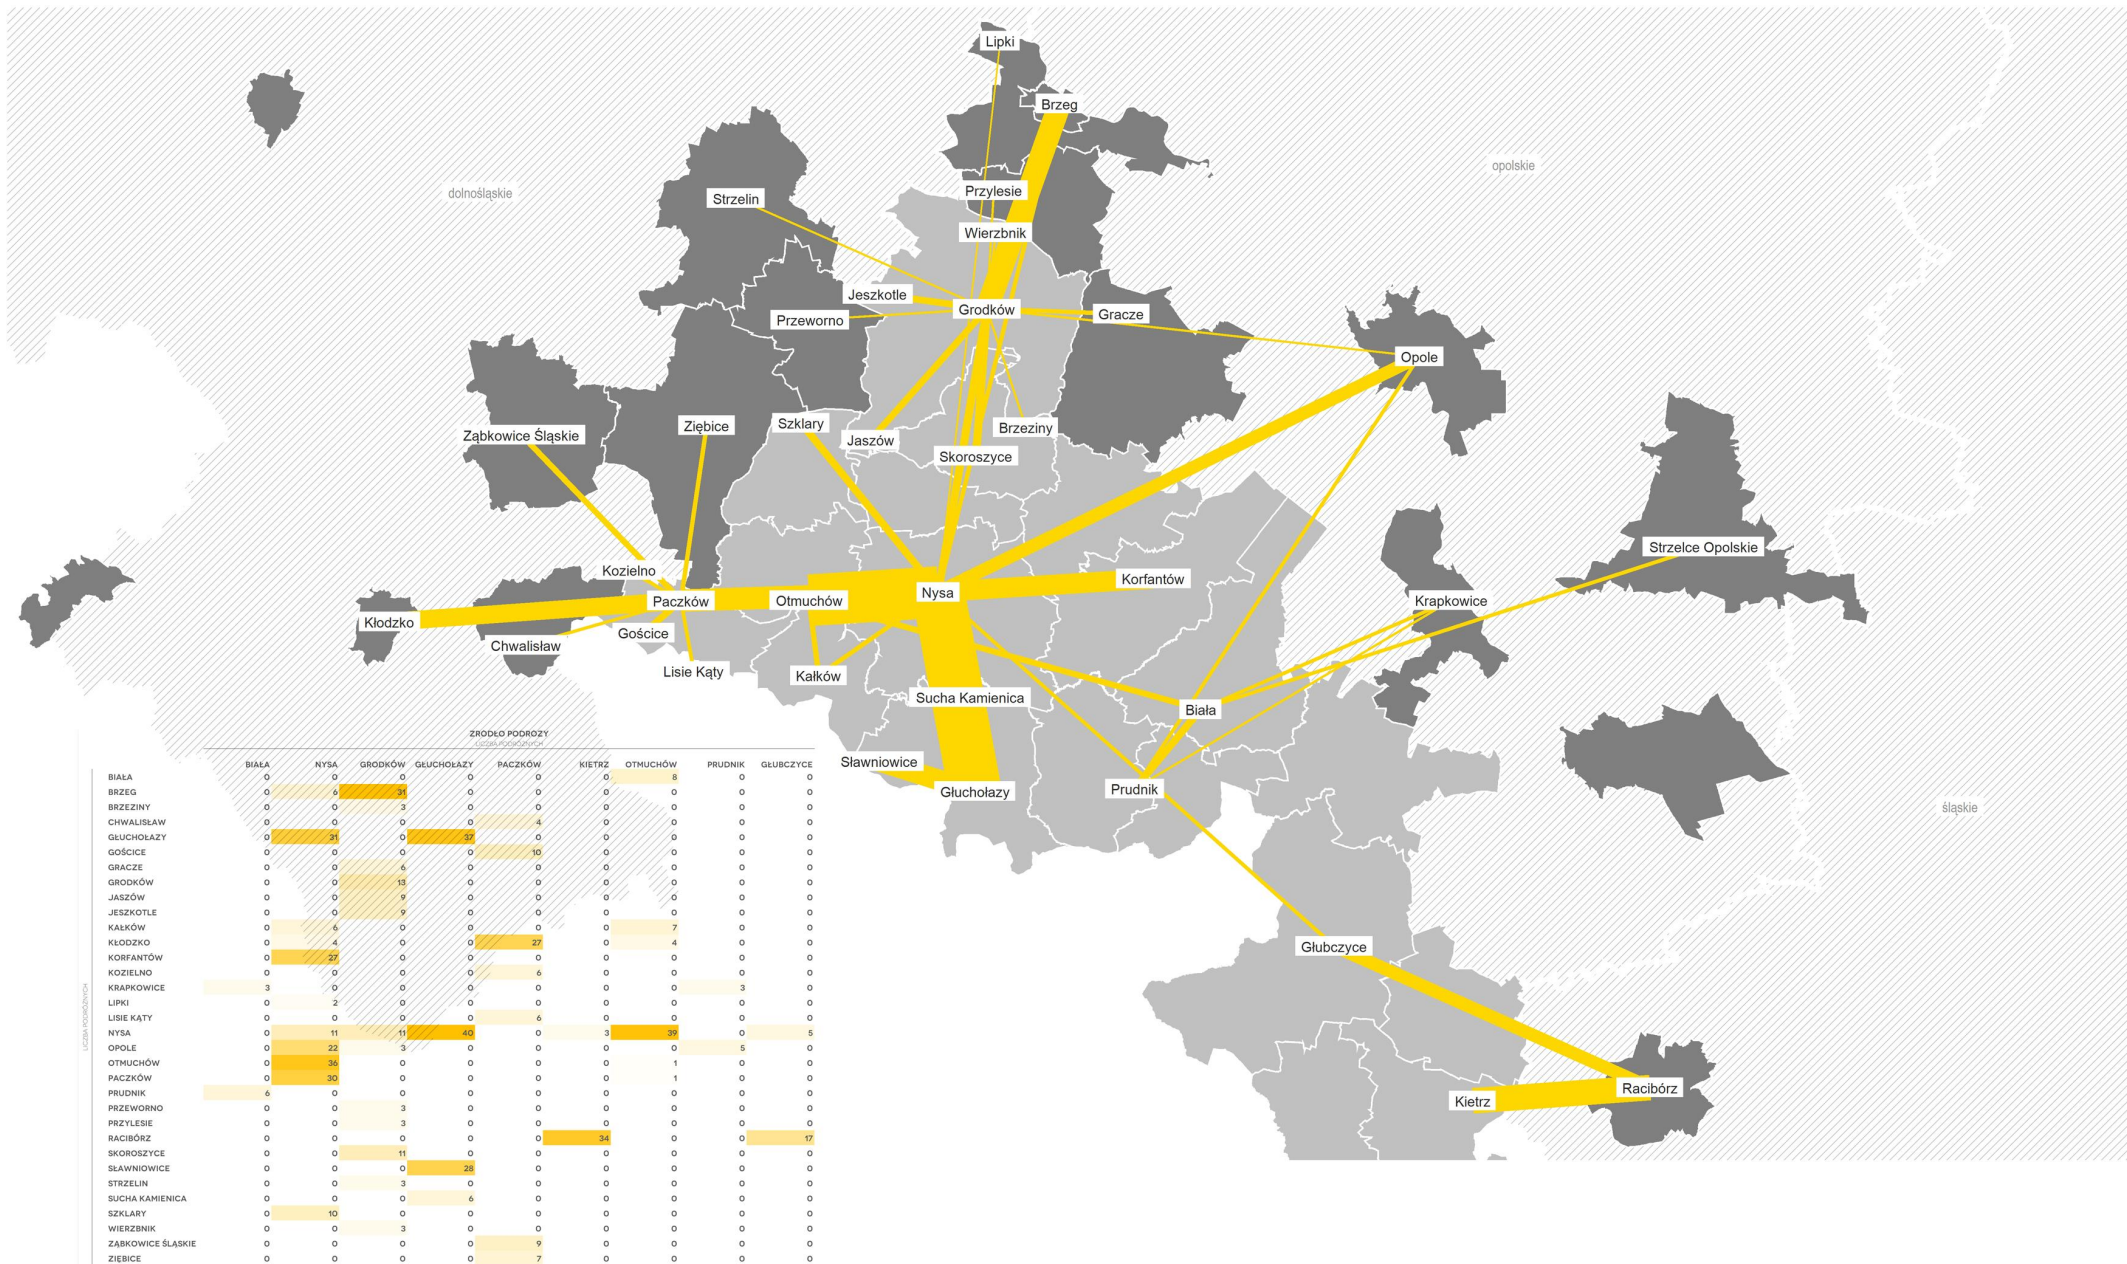 Lipki
Brzeg
opolskie
dolnośląskie
Przylesie
Strzelin
Wierzbnik
Jeszkotle
Grodków
Gracze
Przeworno
Opole
Szklary
Ziębice
Brzeziny
Ząbkowice Śląskie
Jaszów
Skoroszyce
Strzelce Opolskie
Kozielno
Korfantów
Nysa
Paczków
Otmuchów
Krapkowice
Kłodzko
Gościce
Chwalisław
Lisie Kąty
Kałków
Sucha Kamienica
Biała
Sławniowice
Prudnik
Głuchołazy
śląskie
Głubczyce
Racibórz
Kietrz
ŹRÓDŁO PODRÓŻY
LICZBA PODRÓŻNYCH
BIAŁA NYSA GRODKÓW GŁUCHOŁAZY PACZKÓW KIETRZ OTMUCHÓW PRUDNIK GŁUBCZYCE
LICZBA PODRÓŻNYCH
BIAŁA 0 0 0 0 0 0 8 0 0
BRZEG 0 6 31 0 0 0 0 0 0
BRZEZINY 0 0 3 0 0 0 0 0 0
CHWALISŁAW 0 0 0 0 4 0 0 0 0
GŁUCHOŁAZY 0 31 0 37 0 0 0 0 0
GOŚCICE 0 0 0 0 10 0 0 0 0
GRACZE 0 0 6 0 0 0 0 0 0
GRODKÓW 0 0 13 0 0 0 0 0 0
JASZÓW 0 0 9 0 0 0 0 0 0
JESZKOTLE 0 0 9 0 0 0 0 0 0
KAŁKÓW 0 6 0 0 0 0 7 0 0
KŁODZKO 0 4 0 0 27 0 4 0 0
KORFANTÓW 0 27 0 0 0 0 0 0 0
KOZIELNO 0 0 0 0 6 0 0 0 0
KRAPKOWICE 3 0 0 0 0 0 0 3 0
LIPKI 0 2 0 0 0 0 0 0 0
LISIE KĄTY 0 0 0 0 6 0 0 0 0
NYSA 0 11 11 40 0 3 39 0 5
OPOLE 0 22 3 0 0 0 0 5 0
OTMUCHÓW 0 36 0 0 0 0 1 0 0
PACZKÓW 0 30 0 0 0 0 1 0 0
PRUDNIK 6 0 0 0 0 0 0 0 0
PRZEWORNO 0 0 3 0 0 0 0 0 0
PRZYLESIE 0 0 3 0 0 0 0 0 0
RACIBÓRZ 0 0 0 0 0 34 0 0 17
SKOROSZYCE 0 0 11 0 0 0 0 0 0
SŁAWNIOWICE 0 0 0 28 0 0 0 0 0
STRZELIN 0 0 3 0 0 0 0 0 0
SUCHA KAMIENICA 0 0 0 6 0 0 0 0 0
SZKLARY 0 10 0 0 0 0 0 0 0
WIERZBNIK 0 0 3 0 0 0 0 0 0
ZĄBKOWICE ŚLĄSKIE 0 0 0 0 9 0 0 0 0
ZIĘBICE 0 0 0 0 7 0 0 0 0